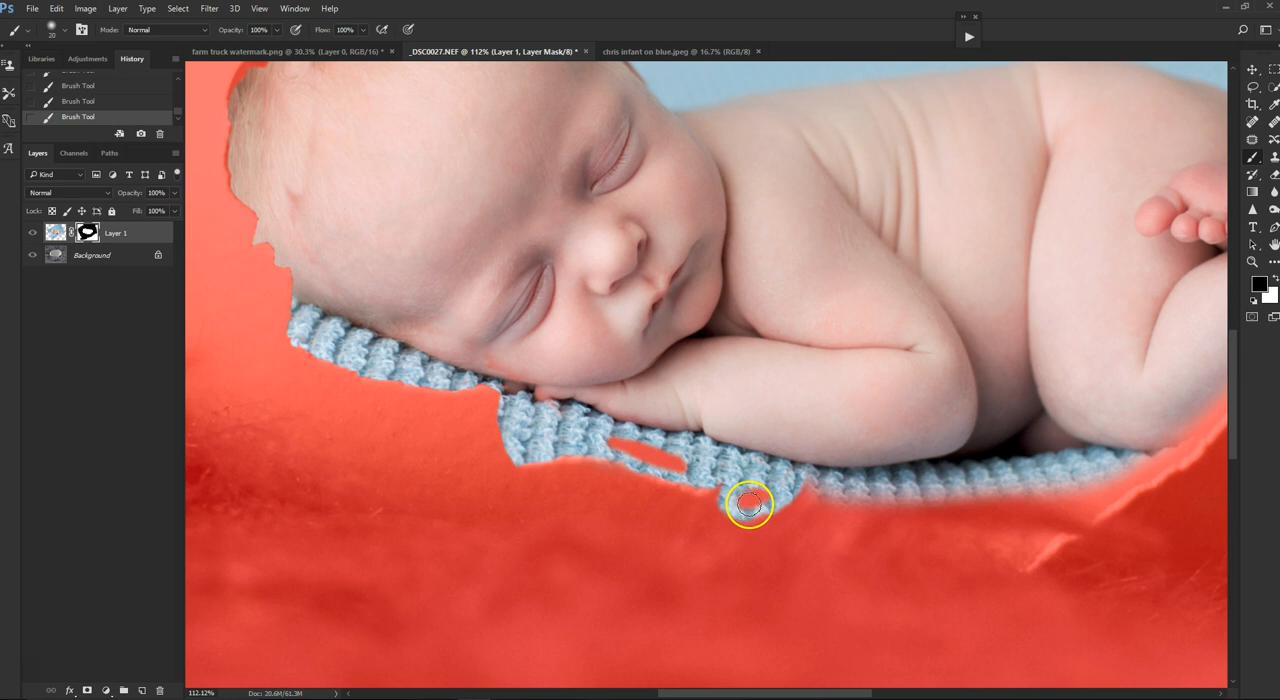 Ps File Edit Image Layer Type Select Filter 3D View Window Help
20 Mode: Normal Opacity: 100% Flow: 100%
farm truck watermark.png @ 30.3% (Layer 0, RGB/16) * × _DSC0027.NEF @ 112% (Layer 1, Layer Mask/8) * × chris infant on blue.jpeg @ 16.7% (RGB/8) ×
Libraries Adjustments History
Brush Tool
Brush Tool
Brush Tool
Layers Channels Paths
Kind
Normal Opacity: 100%
Lock: Fill: 100%
Layer 1
Background
112.12% Doc: 20.6M/61.3M